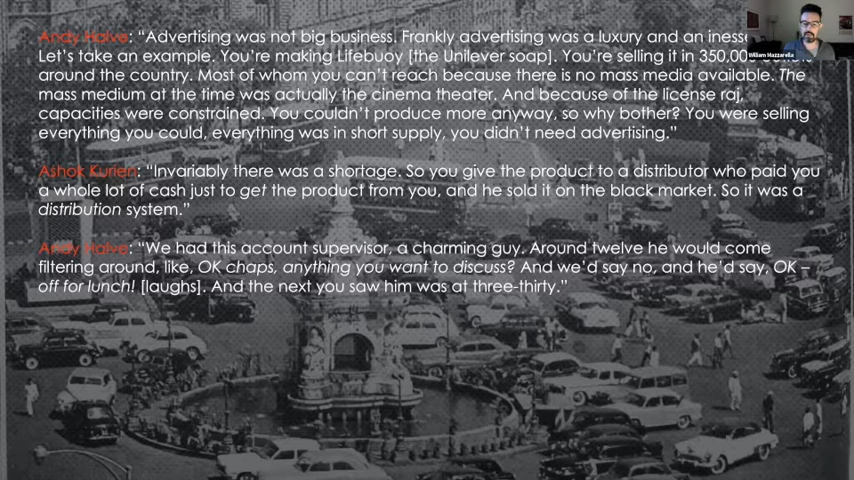 Andy Halve: “Advertising was not big business. Frankly advertising was a luxury and an
Let’s take an example. You’re making Lifebuoy [the Unilever soap]. You’re selling it in
William Mazzarella
around the country. Most of whom you can’t reach because there is no mass media available. The
mass medium at the time was actually the cinema theater. And because of the license raj,
capacities were constrained. You couldn’t produce more anyway, so why bother? You were selling
everything you could, everything was in short supply, you didn’t need advertising.”
Ashok Kurien: “Invariably there was a shortage. So you give the product to a distributor who paid you
a whole lot of cash just to get the product from you, and he sold it on the black market. So it was a
distribution system.”
Andy Halve: “We had this account supervisor, a charming guy. Around twelve he would come
filtering around, like, OK chaps, anything you want to discuss? And we’d say no, and he’d say, OK –
off for lunch! [laughs]. And the next you saw him was at three-thirty.”